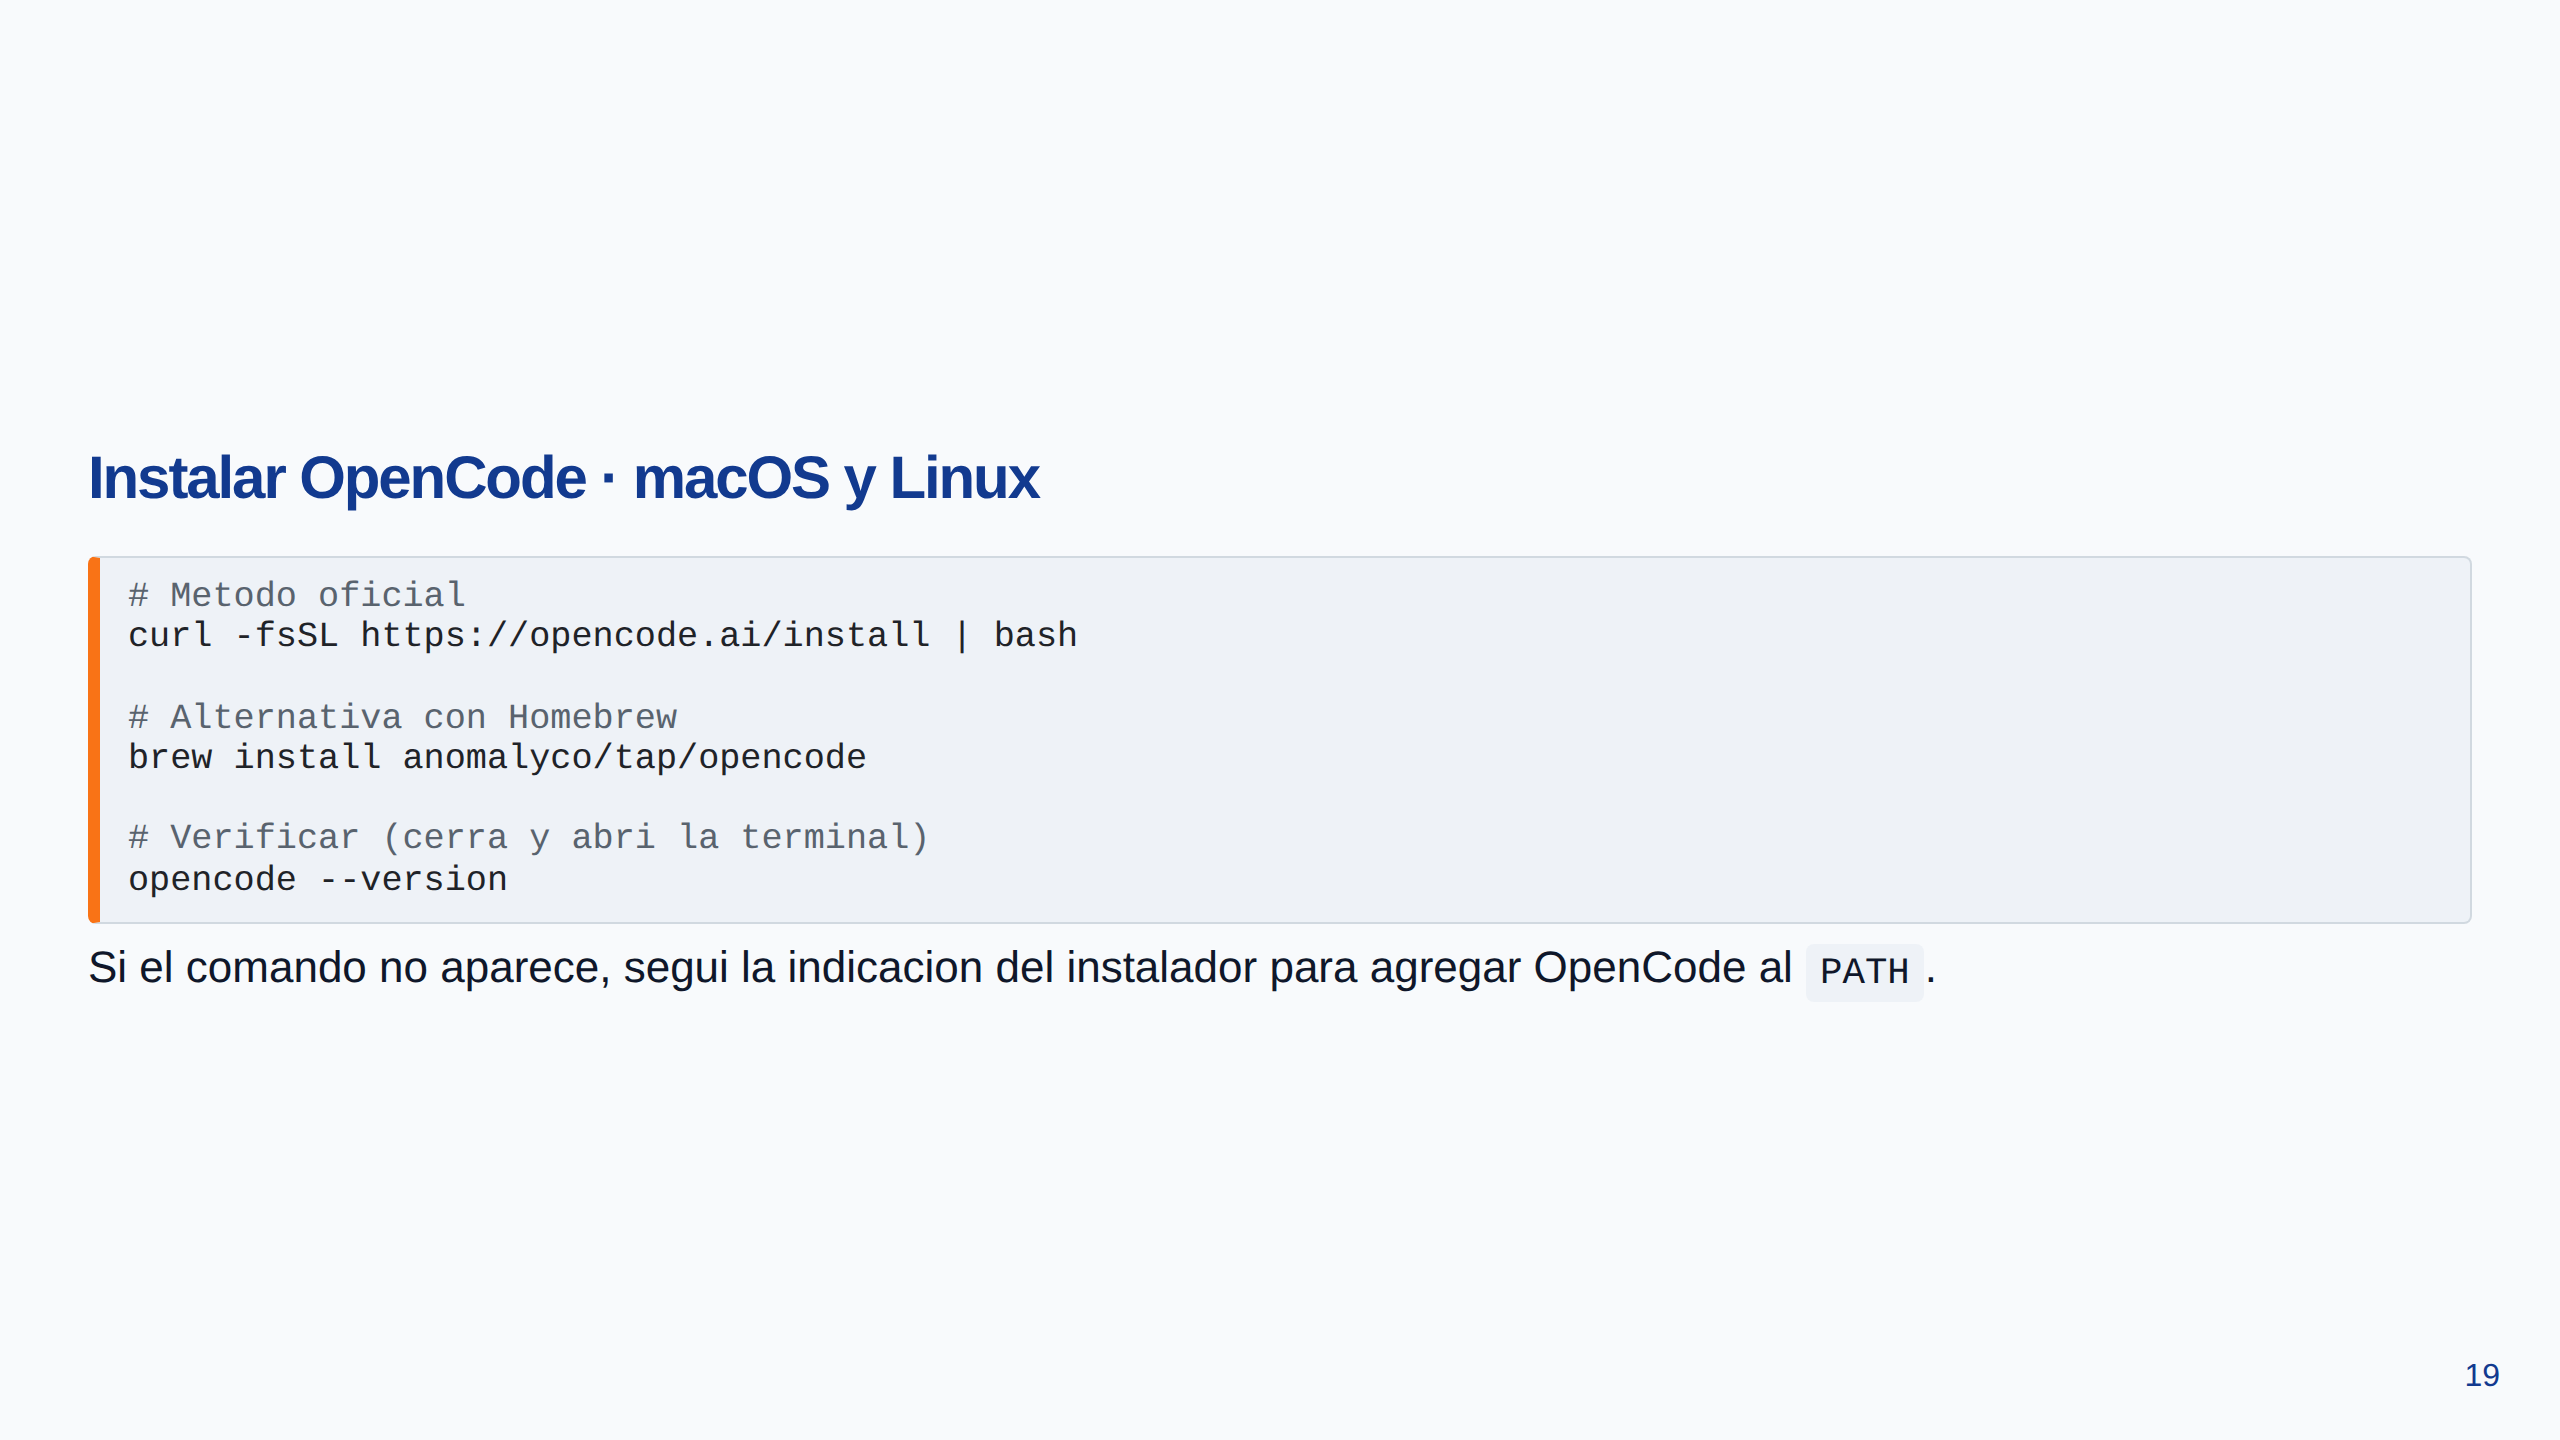 Instalar OpenCode · macOS y Linux
# Metodo oficial
curl -fsSL https://opencode.ai/install | bash
# Alternativa con Homebrew
brew install anomalyco/tap/opencode
# Verificar (cerra y abri la terminal)
opencode --version
Si el comando no aparece, segui la indicacion del instalador para agregar OpenCode al PATH.
19